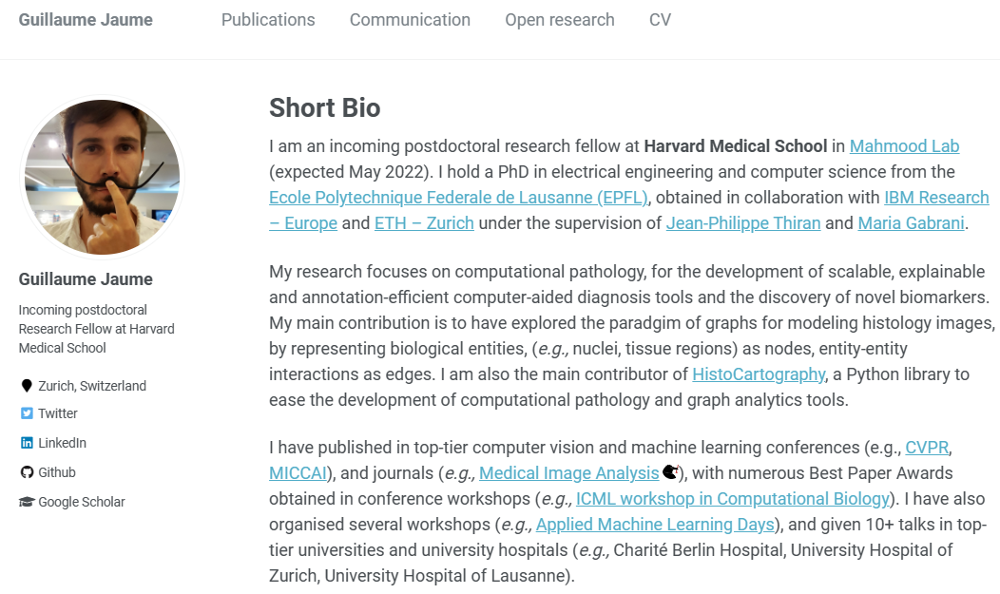 Guillaume Jaume Publications Communication Open research CV
Guillaume Jaume
Incoming postdoctoral
Research Fellow at Harvard
Medical School
Zurich, Switzerland
Twitter
LinkedIn
Github
Google Scholar
Short Bio
I am an incoming postdoctoral research fellow at Harvard Medical School in Mahmood Lab
(expected May 2022). I hold a PhD in electrical engineering and computer science from the
Ecole Polytechnique Federale de Lausanne (EPFL), obtained in collaboration with IBM Research
– Europe and ETH – Zurich under the supervision of Jean-Philippe Thiran and Maria Gabrani.
My research focuses on computational pathology, for the development of scalable, explainable
and annotation-efficient computer-aided diagnosis tools and the discovery of novel biomarkers.
My main contribution is to have explored the paradgim of graphs for modeling histology images,
by representing biological entities, (e.g., nuclei, tissue regions) as nodes, entity-entity
interactions as edges. I am also the main contributor of HistoCartography, a Python library to
ease the development of computational pathology and graph analytics tools.
I have published in top-tier computer vision and machine learning conferences (e.g., CVPR,
MICCAI), and journals (e.g., Medical Image Analysis), with numerous Best Paper Awards
obtained in conference workshops (e.g., ICML workshop in Computational Biology). I have also
organised several workshops (e.g., Applied Machine Learning Days), and given 10+ talks in top-
tier universities and university hospitals (e.g., Charité Berlin Hospital, University Hospital of
Zurich, University Hospital of Lausanne).